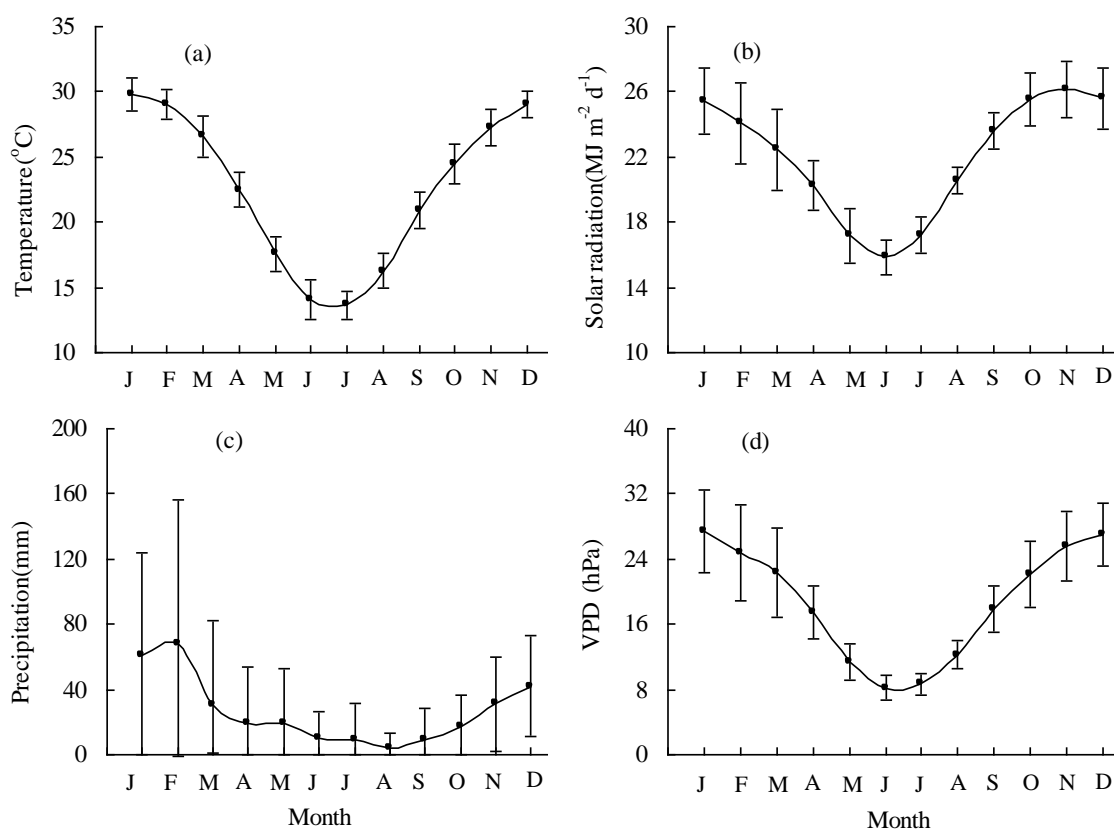 (a)
Temperature(°C)
35
30
25
20
15
10
J F M A M J J A S O N D
(b)
Solar radiation(MJ m⁻² d⁻¹)
30
26
22
18
14
10
J F M A M J J A S O N D
(c)
Precipitation(mm)
200
160
120
80
40
0
J F M A M J J A S O N D
Month
(d)
VPD (hPa)
40
32
24
16
8
0
J F M A M J J A S O N D
Month